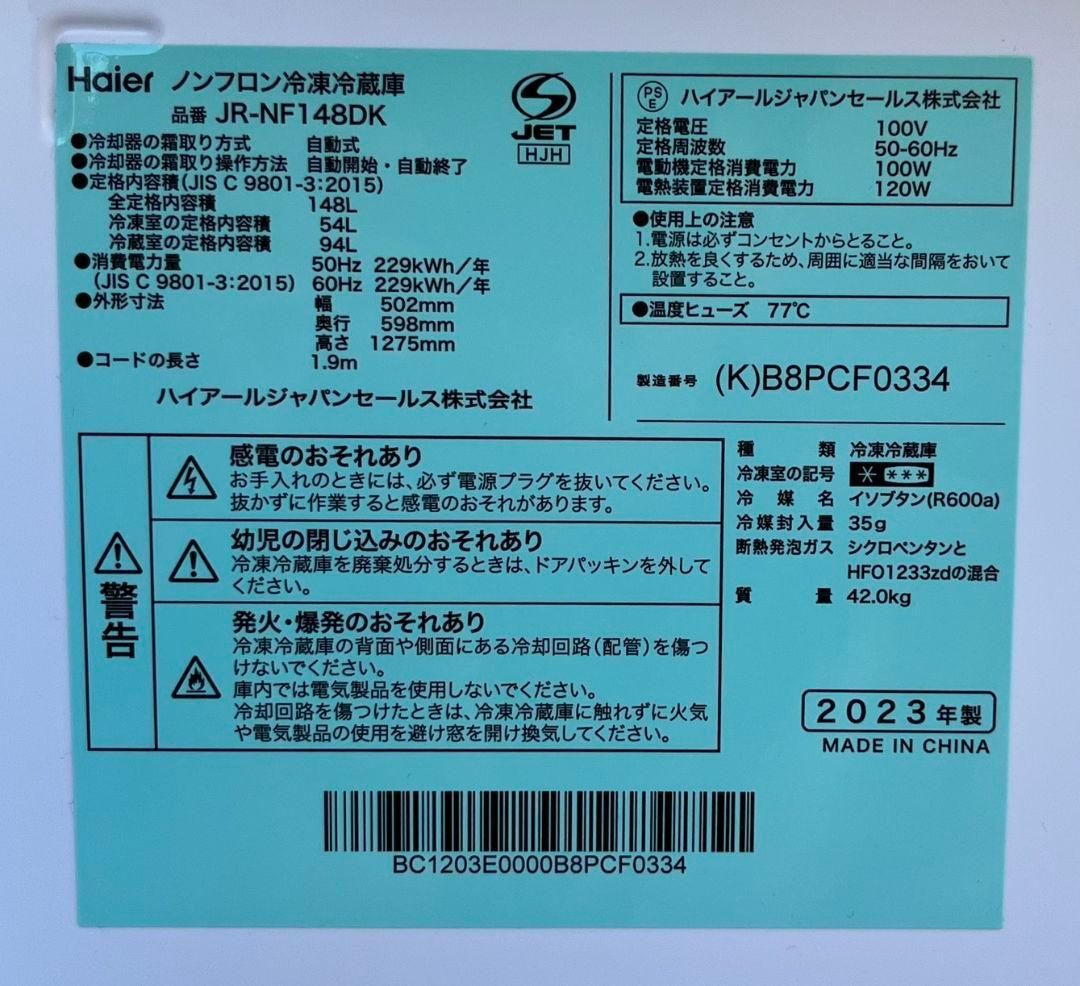 Haier ノンフロン冷凍冷蔵庫
品番 JR-NF148DK
●冷却器の霜取り方式 自動式
●冷却器の霜取り操作方法 自動開始・自動終了
●定格内容積(JIS C 9801-3:2015)
全定格内容積 148L
冷凍室の定格内容積 54L
冷蔵室の定格内容積 94L
●消費電力量 50Hz 229kWh/年
(JIS C 9801-3:2015) 60Hz 229kWh/年
●外形寸法 幅 502mm
奥行 598mm
高さ 1275mm
●コードの長さ 1.9m
ハイアールジャパンセールス株式会社
S
JET
HJH
PS
E
ハイアールジャパンセールス株式会社
定格電圧 100V
定格周波数 50-60Hz
電動機定格消費電力 100W
電熱装置定格消費電力 120W
●使用上の注意
1.電源は必ずコンセントからとること。
2.放熱を良くするため、周囲に適当な間隔をおいて
設置すること。
●温度ヒューズ 77℃
製造番号 (K)B8PCF0334
警告
感電のおそれあり
お手入れのときには、必ず電源プラグを抜いてください。
抜かずに作業すると感電のおそれがあります。
幼児の閉じ込みのおそれあり
冷凍冷蔵庫を廃棄処分するときは、ドアパッキンを外して
ください。
発火・爆発のおそれあり
冷凍冷蔵庫の背面や側面にある冷却回路(配管)を傷つ
けないでください。
庫内では電気製品を使用しないでください。
冷却回路を傷つけたときは、冷凍冷蔵庫に触れずに火気
や電気製品の使用を避け窓を開け換気してください。
種類 冷凍冷蔵庫
冷凍室の記号 * ***
冷媒名 イソブタン(R600a)
冷媒封入量 35g
断熱発泡ガス シクロペンタンと
HFO1233zdの混合
質量 42.0kg
2023年製
MADE IN CHINA
BC1203E0000B8PCF0334